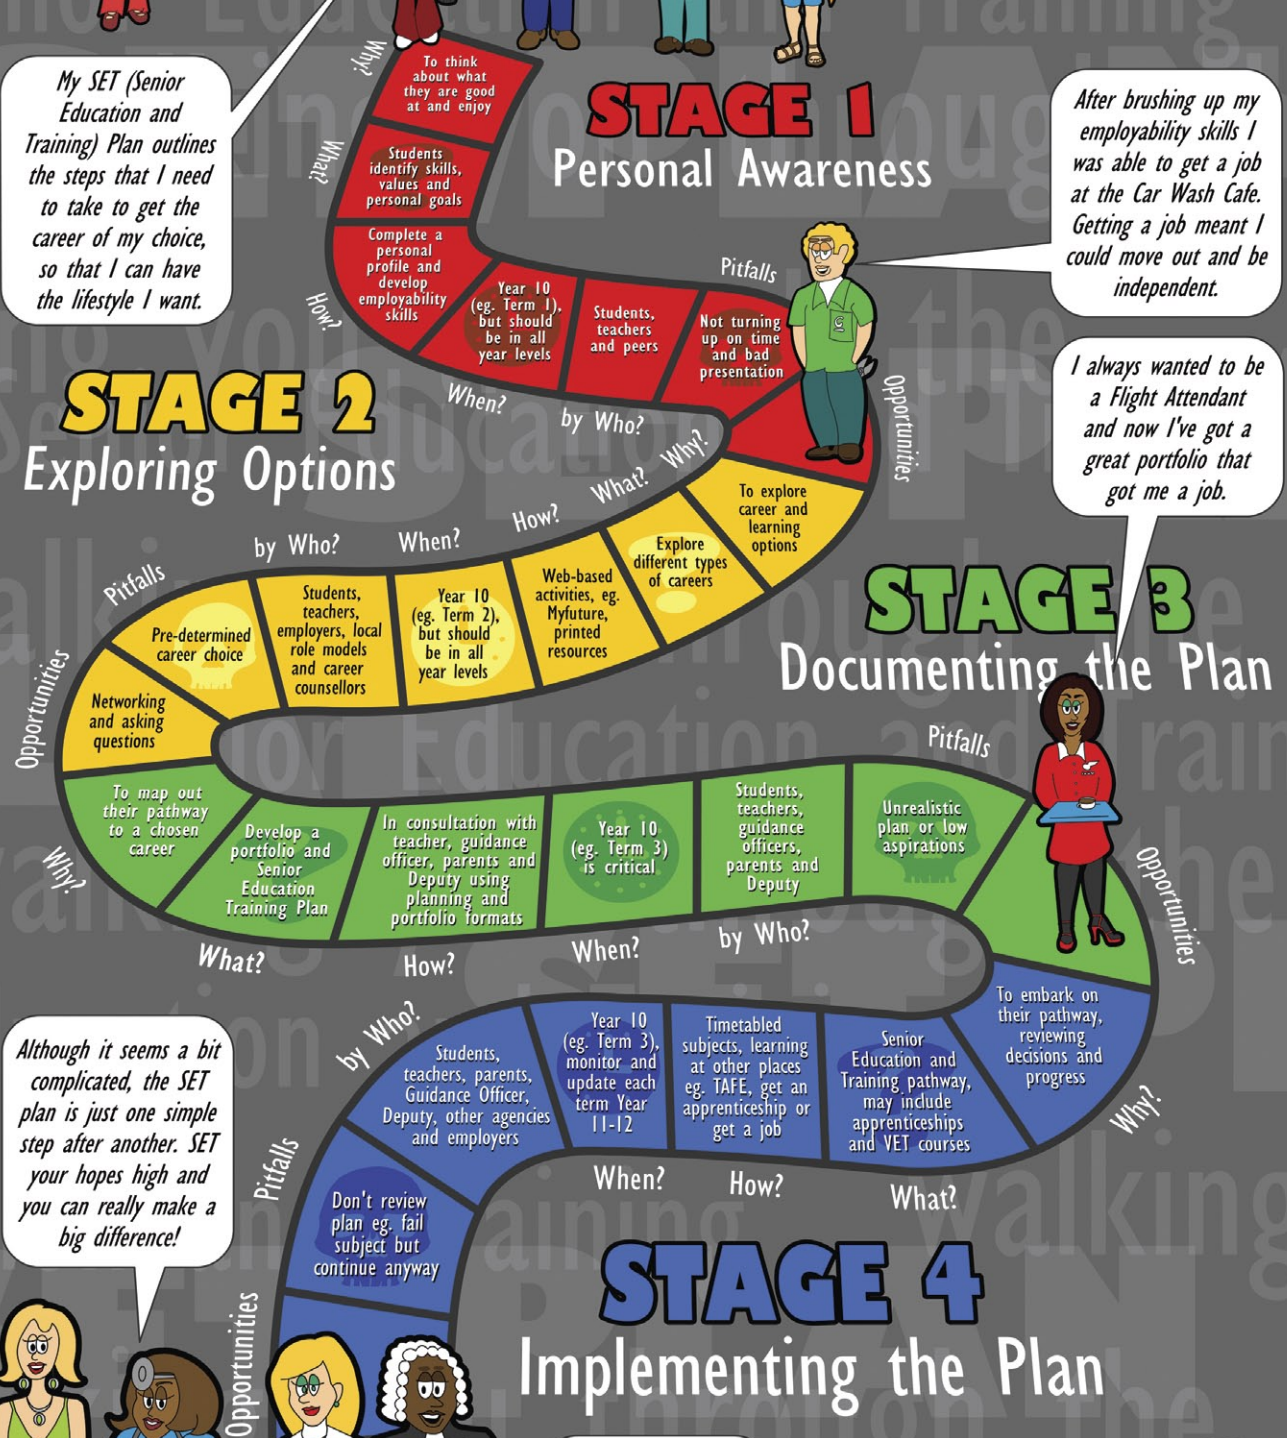 My SET (Senior
Education and
Training) Plan outlines
the steps that I need
to take to get the
career of my choice,
so that I can have
the lifestyle I want.
STAGE 1
Personal Awareness
Why?
To think
about what
they are good
at and enjoy
What?
Students
identify skills,
values and
personal goals
How?
Complete a
personal
profile and
develop
employability
skills
When?
Year 10
(eg. Term 1),
but should
be in all
year levels
by Who?
Students,
teachers
and peers
Pitfalls
Not turning
up on time
and bad
presentation
Opportunities
After brushing up my
employability skills I
was able to get a job
at the Car Wash Cafe.
Getting a job meant I
could move out and be
independent.
STAGE 2
Exploring Options
Why?
To explore
career and
learning
options
What?
Explore
different types
of careers
How?
Web-based
activities, eg.
Myfuture,
printed
resources
When?
Year 10
(eg. Term 2),
but should
be in all
year levels
by Who?
Students,
teachers,
employers, local
role models
and career
counsellors
Pitfalls
Pre-determined
career choice
Opportunities
Networking
and asking
questions
I always wanted to be
a Flight Attendant
and now I've got a
great portfolio that
got me a job.
STAGE 3
Documenting the Plan
Why?
To map out
their pathway
to a chosen
career
What?
Develop a
portfolio and
Senior
Education
Training Plan
How?
In consultation with
teacher, guidance
officer, parents and
Deputy using
planning and
portfolio formats
When?
Year 10
(eg. Term 3)
is critical
by Who?
Students,
teachers,
guidance
officers,
parents and
Deputy
Pitfalls
Unrealistic
plan or low
aspirations
Opportunities
Why?
To embark on
their pathway,
reviewing
decisions and
progress
What?
Senior
Education and
Training pathway,
may include
apprenticeships
and VET courses
How?
Timetabled
subjects, learning
at other places
eg. TAFE, get an
apprenticeship or
get a job
When?
Year 10
(eg. Term 3),
monitor and
update each
term Year
11-12
by Who?
Students,
teachers, parents,
Guidance Officer,
Deputy, other agencies
and employers
Pitfalls
Don't review
plan eg. fail
subject but
continue anyway
Opportunities
STAGE 4
Implementing the Plan
Although it seems a bit
complicated, the SET
plan is just one simple
step after another. SET
your hopes high and
you can really make a
big difference!